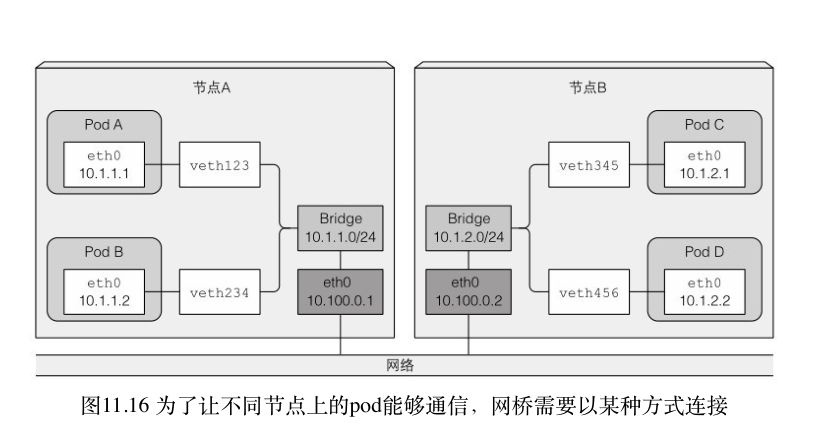 节点A
Pod A
eth0
10.1.1.1
veth123
Bridge
10.1.1.0/24
Pod B
eth0
10.1.1.2
veth234
eth0
10.100.0.1
节点B
Pod C
eth0
10.1.2.1
veth345
Bridge
10.1.2.0/24
Pod D
eth0
10.1.2.2
veth456
eth0
10.100.0.2
网络
图11.16 为了让不同节点上的pod能够通信，网桥需要以某种方式连接